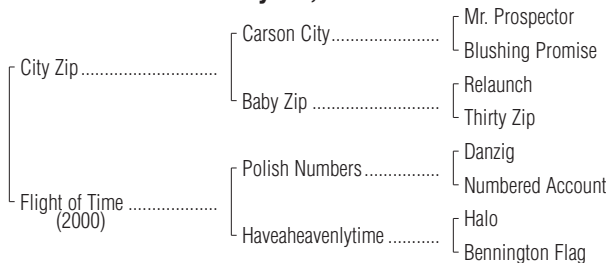 Mr. Prospector
Carson City
Blushing Promise
City Zip
Relaunch
Baby Zip
Thirty Zip
Danzig
Polish Numbers
Numbered Account
Flight of Time
(2000)
Halo
Haveaheavenlytime
Bennington Flag